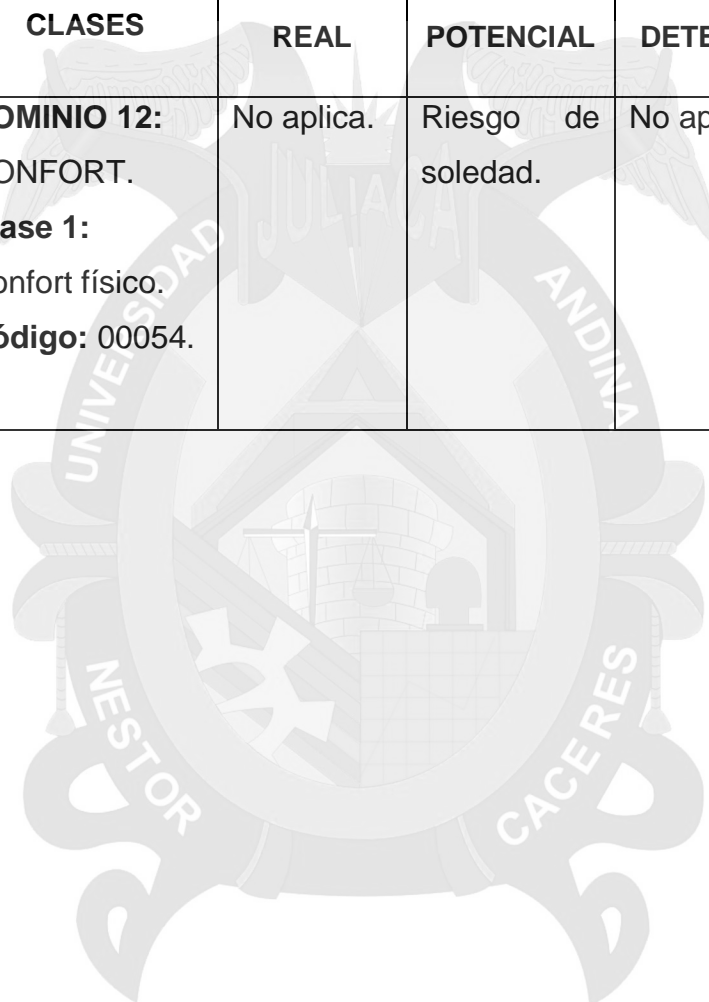 CLASES
REAL
POTENCIAL
DETE
OMINIO 12:
ONFORT.
ase 1:
onfort físico.
ódigo: 00054.
No aplica.
Riesgo de
soledad.
No ap
UNIVERSIDAD
ANDINA
JULIACA
NESTOR
CACERES